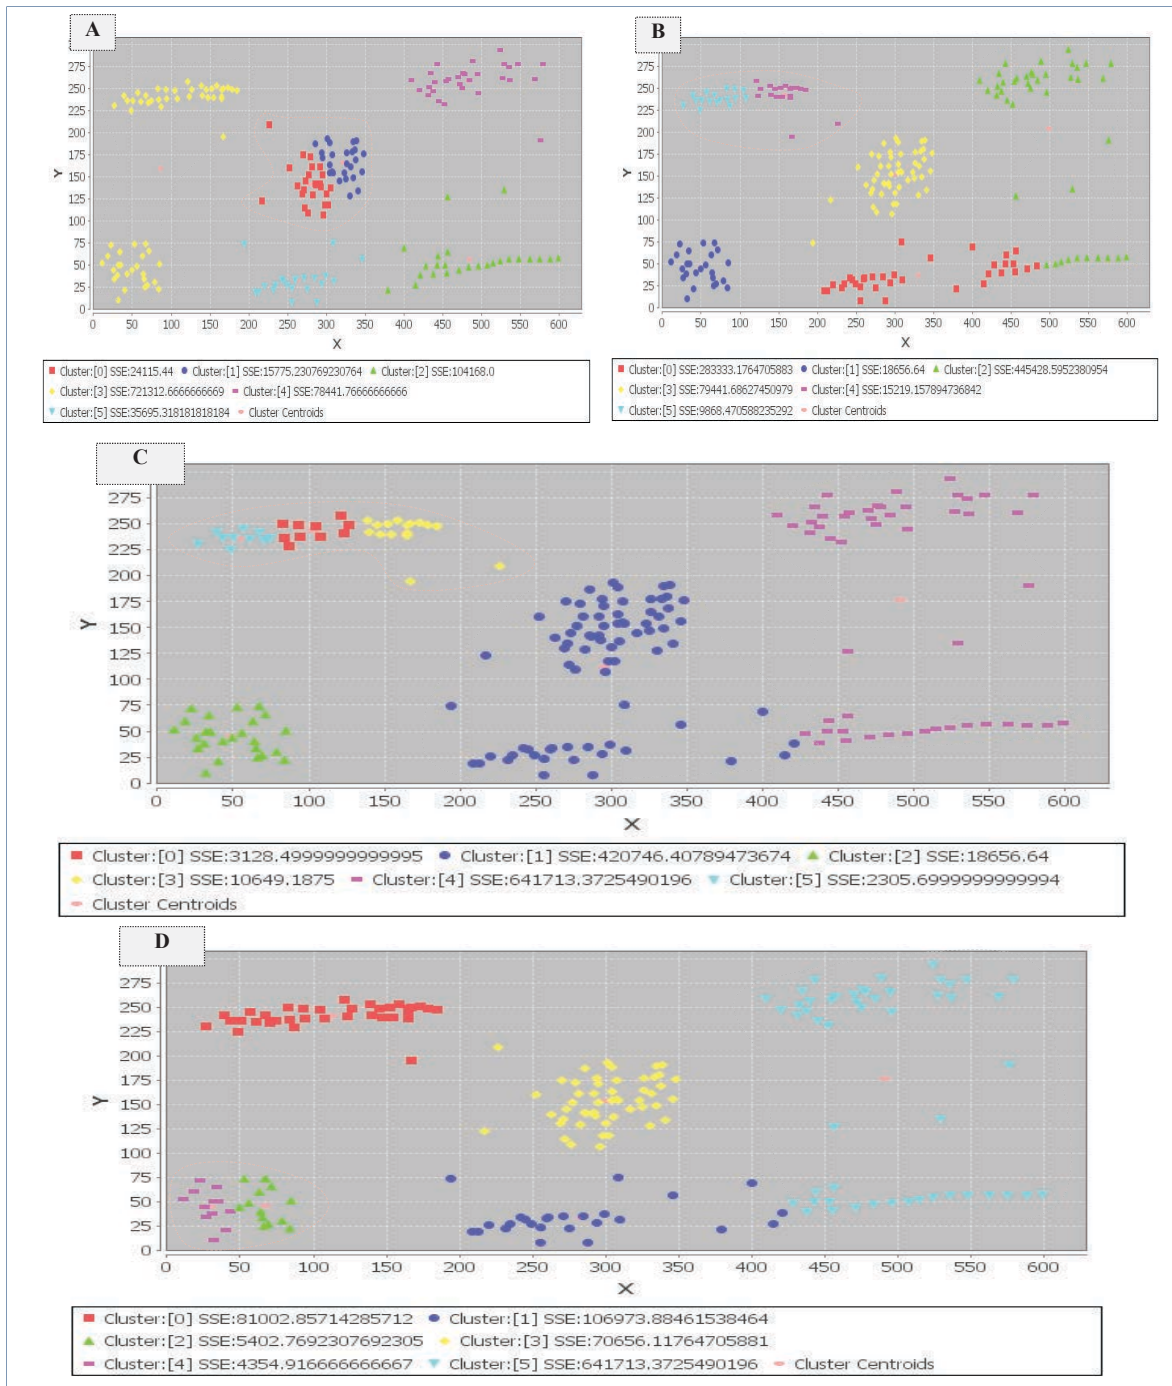 A
275
250
225
200
175
Y
150
125
100
75
50
25
0
0 50 100 150 200 250 300 350 400 450 500 550 600
X
Cluster:[0] SSE:24115.44 Cluster:[1] SSE:15775.230769230764 Cluster:[2] SSE:104168.0
Cluster:[3] SSE:721312.6666666669 Cluster:[4] SSE:78441.76666666666
Cluster:[5] SSE:35695.318181818184 Cluster Centroids
B
275
250
225
200
175
Y
150
125
100
75
50
25
0
0 50 100 150 200 250 300 350 400 450 500 550 600
X
Cluster:[0] SSE:283333.1764705883 Cluster:[1] SSE:18656.64 Cluster:[2] SSE:445428.5952380954
Cluster:[3] SSE:79441.68627450979 Cluster:[4] SSE:15219.157894736842
Cluster:[5] SSE:9868.470588235292 Cluster Centroids
C
275
250
225
200
175
Y
150
125
100
75
50
25
0
0 50 100 150 200 250 300 350 400 450 500 550 600
X
Cluster:[0] SSE:3128.4999999999995 Cluster:[1] SSE:420746.40789473674 Cluster:[2] SSE:18656.64
Cluster:[3] SSE:10649.1875 Cluster:[4] SSE:641713.3725490196 Cluster:[5] SSE:2305.6999999999994
Cluster Centroids
D
275
250
225
200
175
Y
150
125
100
75
50
25
0
0 50 100 150 200 250 300 350 400 450 500 550 600
X
Cluster:[0] SSE:81002.85714285712 Cluster:[1] SSE:106973.88461538464
Cluster:[2] SSE:5402.7692307692305 Cluster:[3] SSE:70656.11764705881
Cluster:[4] SSE:4354.916666666667 Cluster:[5] SSE:641713.3725490196 Cluster Centroids